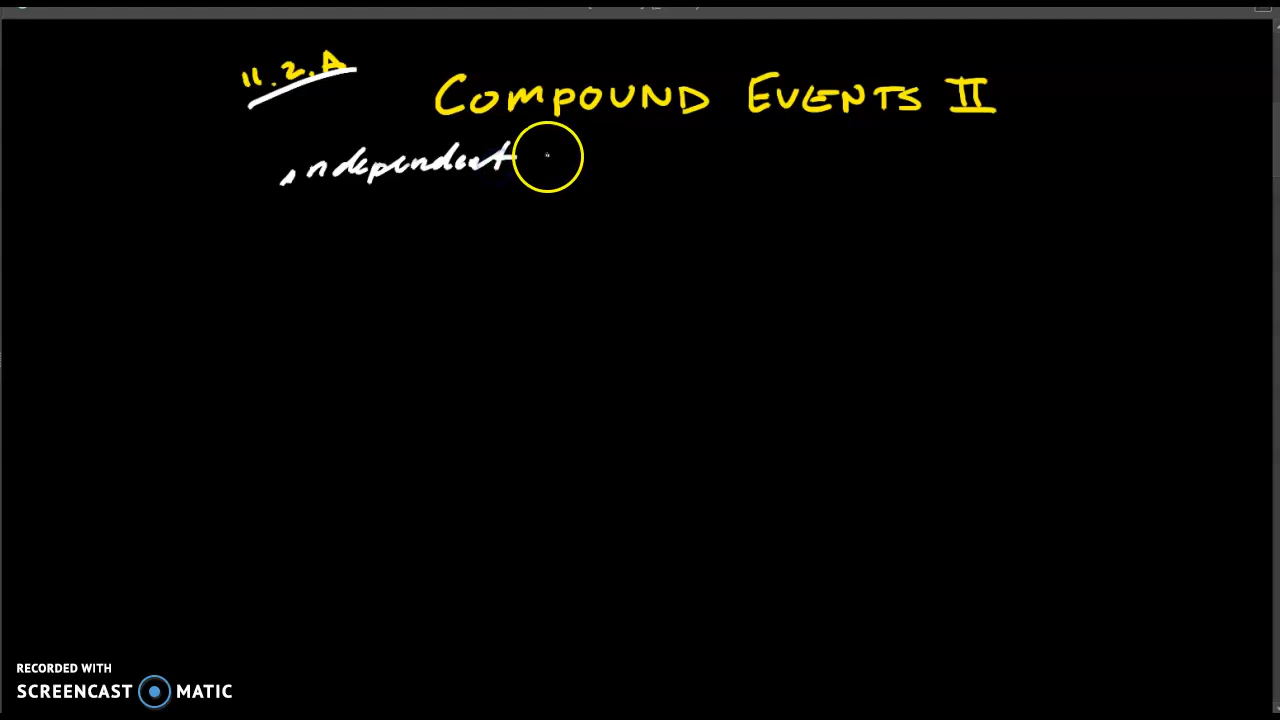 11.2.A
COMPOUND EVENTS II
independent
RECORDED WITH
SCREENCAST MATIC